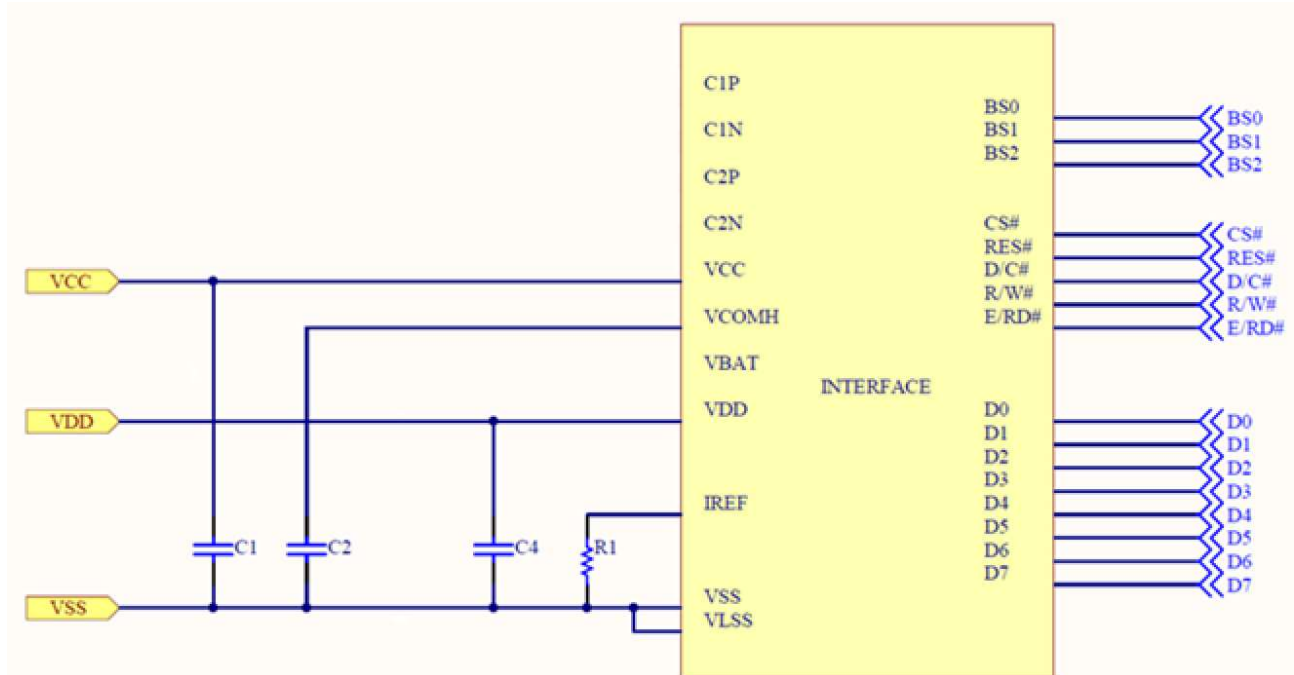 C1P
C1N
C2P
C2N
VCC
VCOMH
VBAT
VDD
IREF
VSS
VLSS
INTERFACE
BS0
BS1
BS2
CS#
RES#
D/C#
R/W#
E/RD#
D0
D1
D2
D3
D4
D5
D6
D7
BS0
BS1
BS2
CS#
RES#
D/C#
R/W#
E/RD#
D0
D1
D2
D3
D4
D5
D6
D7
VCC
VDD
VSS
C1
C2
C4
R1